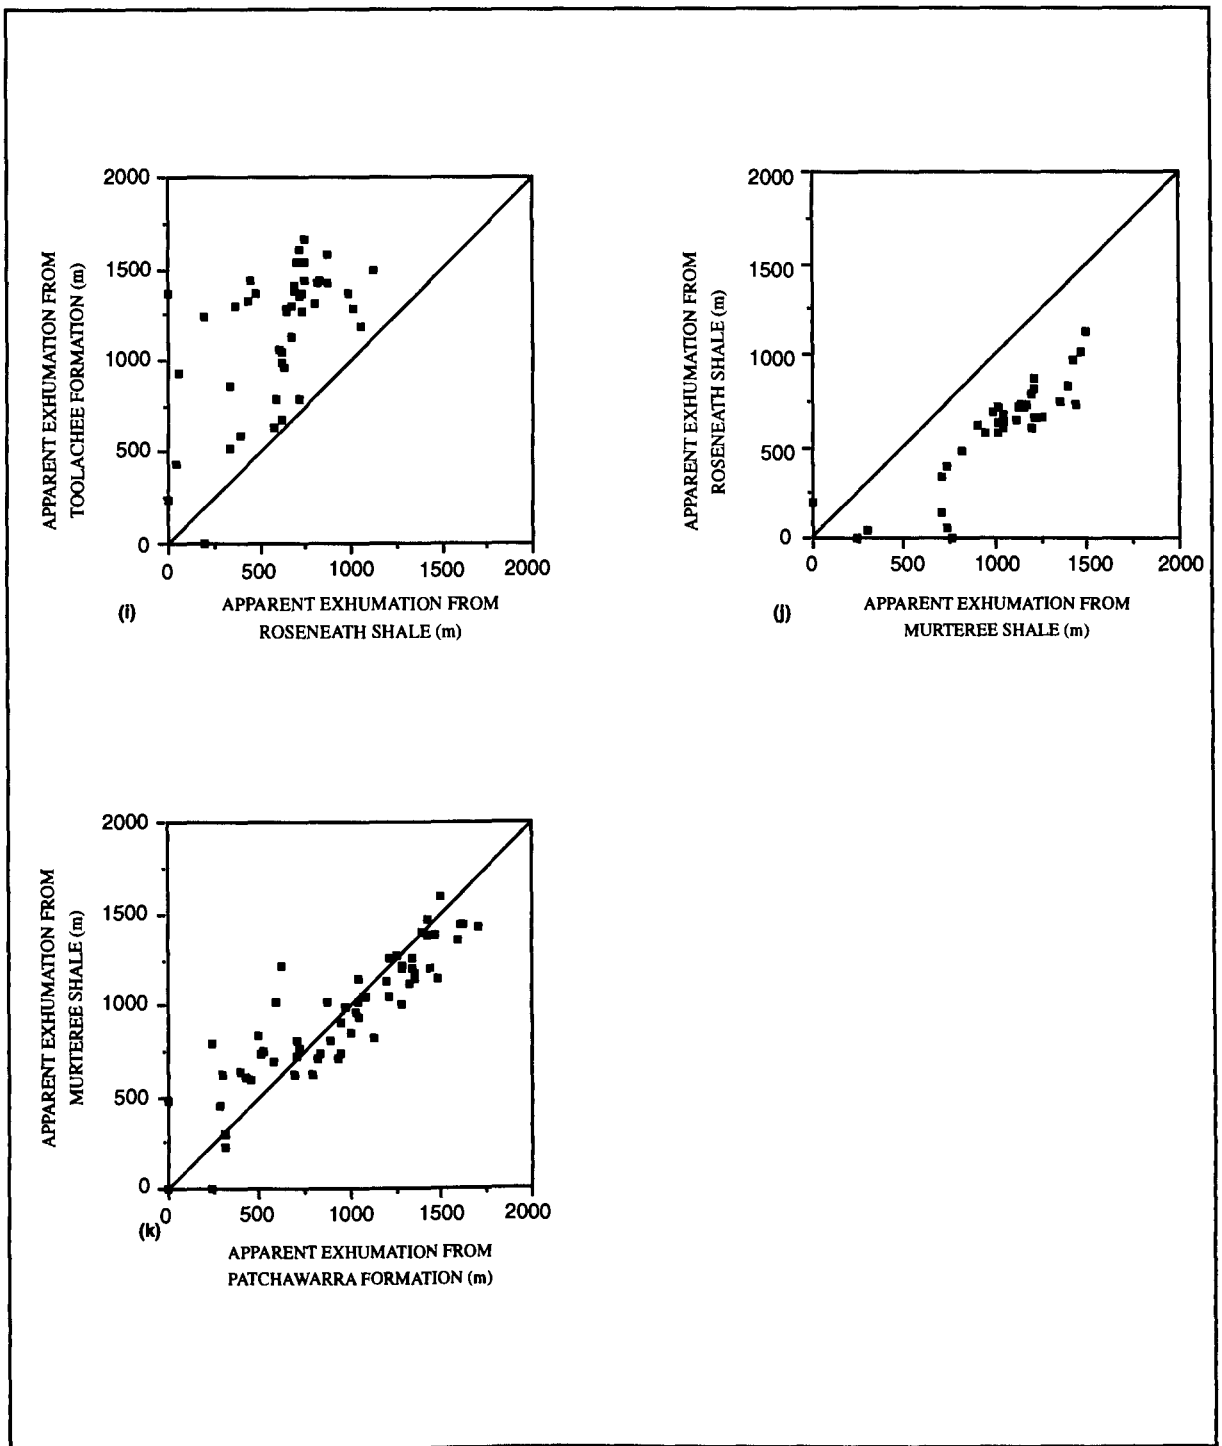 2000
1500
1000
500
0
APPARENT EXHUMATION FROM
TOOLACHEE FORMATION (m)
0 500 1000 1500 2000
(i)
APPARENT EXHUMATION FROM
ROSENEATH SHALE (m)
2000
1500
1000
500
0
APPARENT EXHUMATION FROM
ROSENEATH SHALE (m)
0 500 1000 1500 2000
(j)
APPARENT EXHUMATION FROM
MURTEREE SHALE (m)
2000
1500
1000
500
0
APPARENT EXHUMATION FROM
MURTEREE SHALE (m)
0 500 1000 1500 2000
(k)
APPARENT EXHUMATION FROM
PATCHAWARRA FORMATION (m)